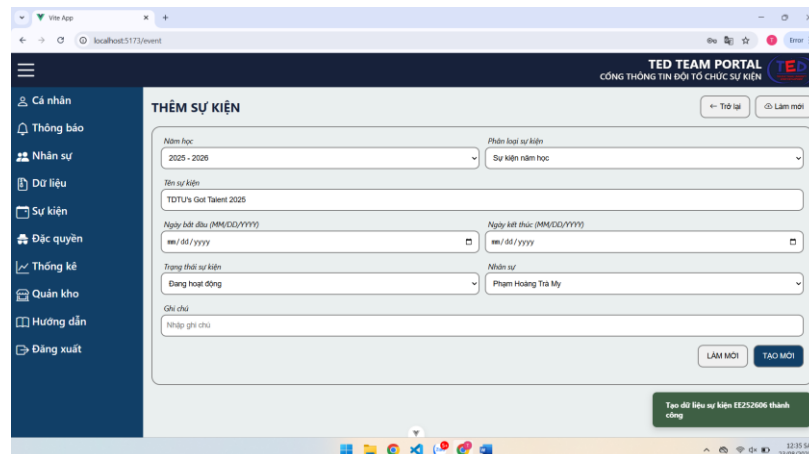 Vite App
localhost:5173/event
Error
TED TEAM PORTAL
CỔNG THÔNG TIN ĐỘI TỔ CHỨC SỰ KIỆN
TED
Cá nhân
Thông báo
Nhân sự
Dữ liệu
Sự kiện
Đặc quyền
Thống kê
Quản kho
Hướng dẫn
Đăng xuất
THÊM SỰ KIỆN
Trở lại
Làm mới
Năm học
Phân loại sự kiện
2025 - 2026
Sự kiện năm học
Tên sự kiện
TDTU's Got Talent 2025
Ngày bắt đầu (MM/DD/YYYY)
Ngày kết thúc (MM/DD/YYYY)
mm/dd/yyyy
mm/dd/yyyy
Trạng thái sự kiện
Nhân sự
Đang hoạt động
Phạm Hoàng Trà My
Ghi chú
Nhập ghi chú
LÀM MỚI
TẠO MỚI
Tạo dữ liệu sự kiện EE252606 thành
công
12:35